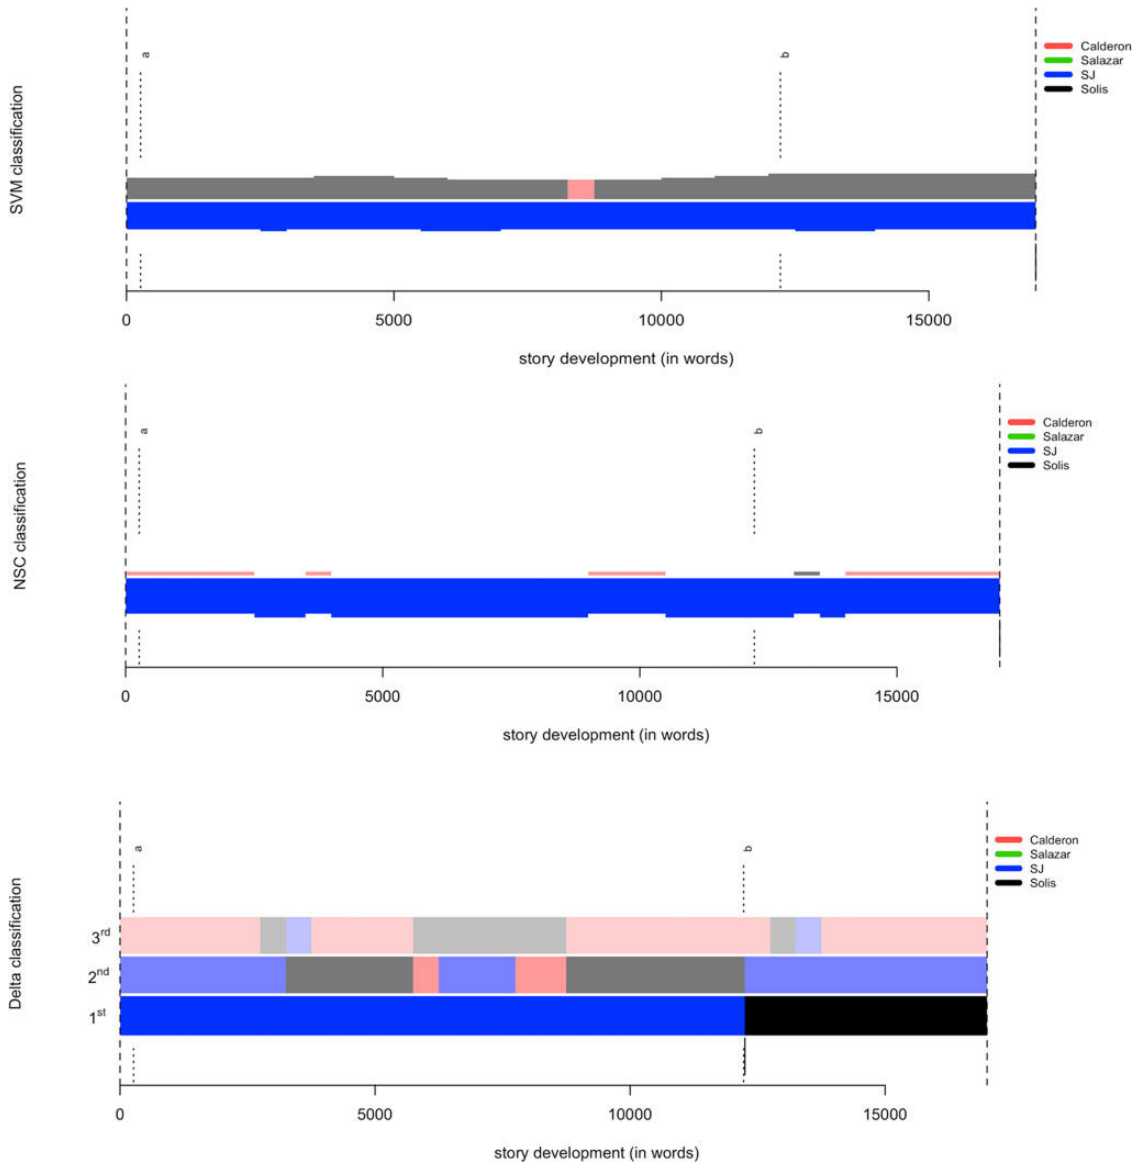 SVM classification
a
b
Calderon
Salazar
SJ
Solis
0 5000 10000 15000
story development (in words)
NSC classification
a
b
Calderon
Salazar
SJ
Solis
0 5000 10000 15000
story development (in words)
Delta classification
a
b
Calderon
Salazar
SJ
Solis
3rd
2nd
1st
0 5000 10000 15000
story development (in words)